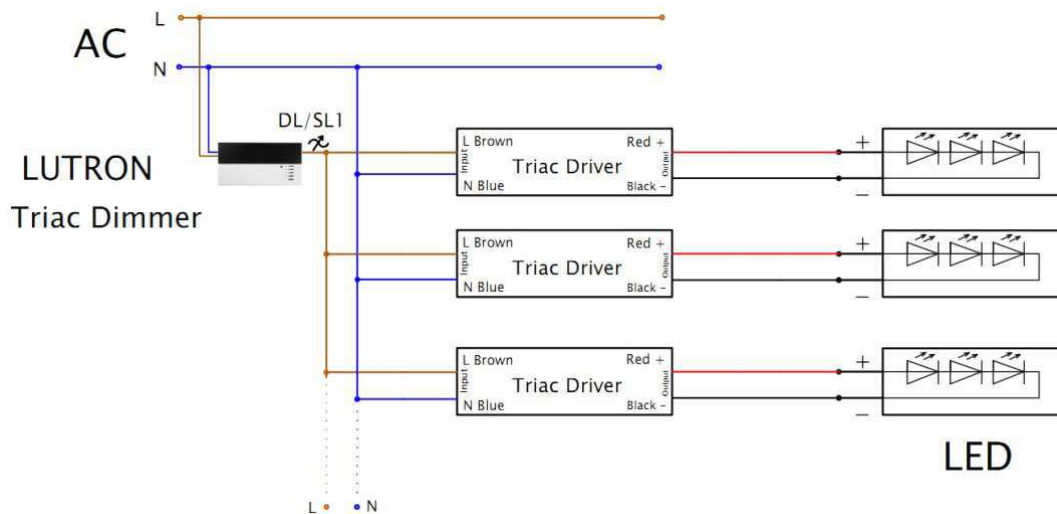 L
AC
N
DL/SL1
LUTRON
Triac Dimmer
L Brown
Red +
Input
Triac Driver
Output
N Blue
Black -
+
−
L Brown
Red +
Input
Triac Driver
Output
N Blue
Black -
+
−
L Brown
Red +
Input
Triac Driver
Output
N Blue
Black -
+
−
LED
L
N